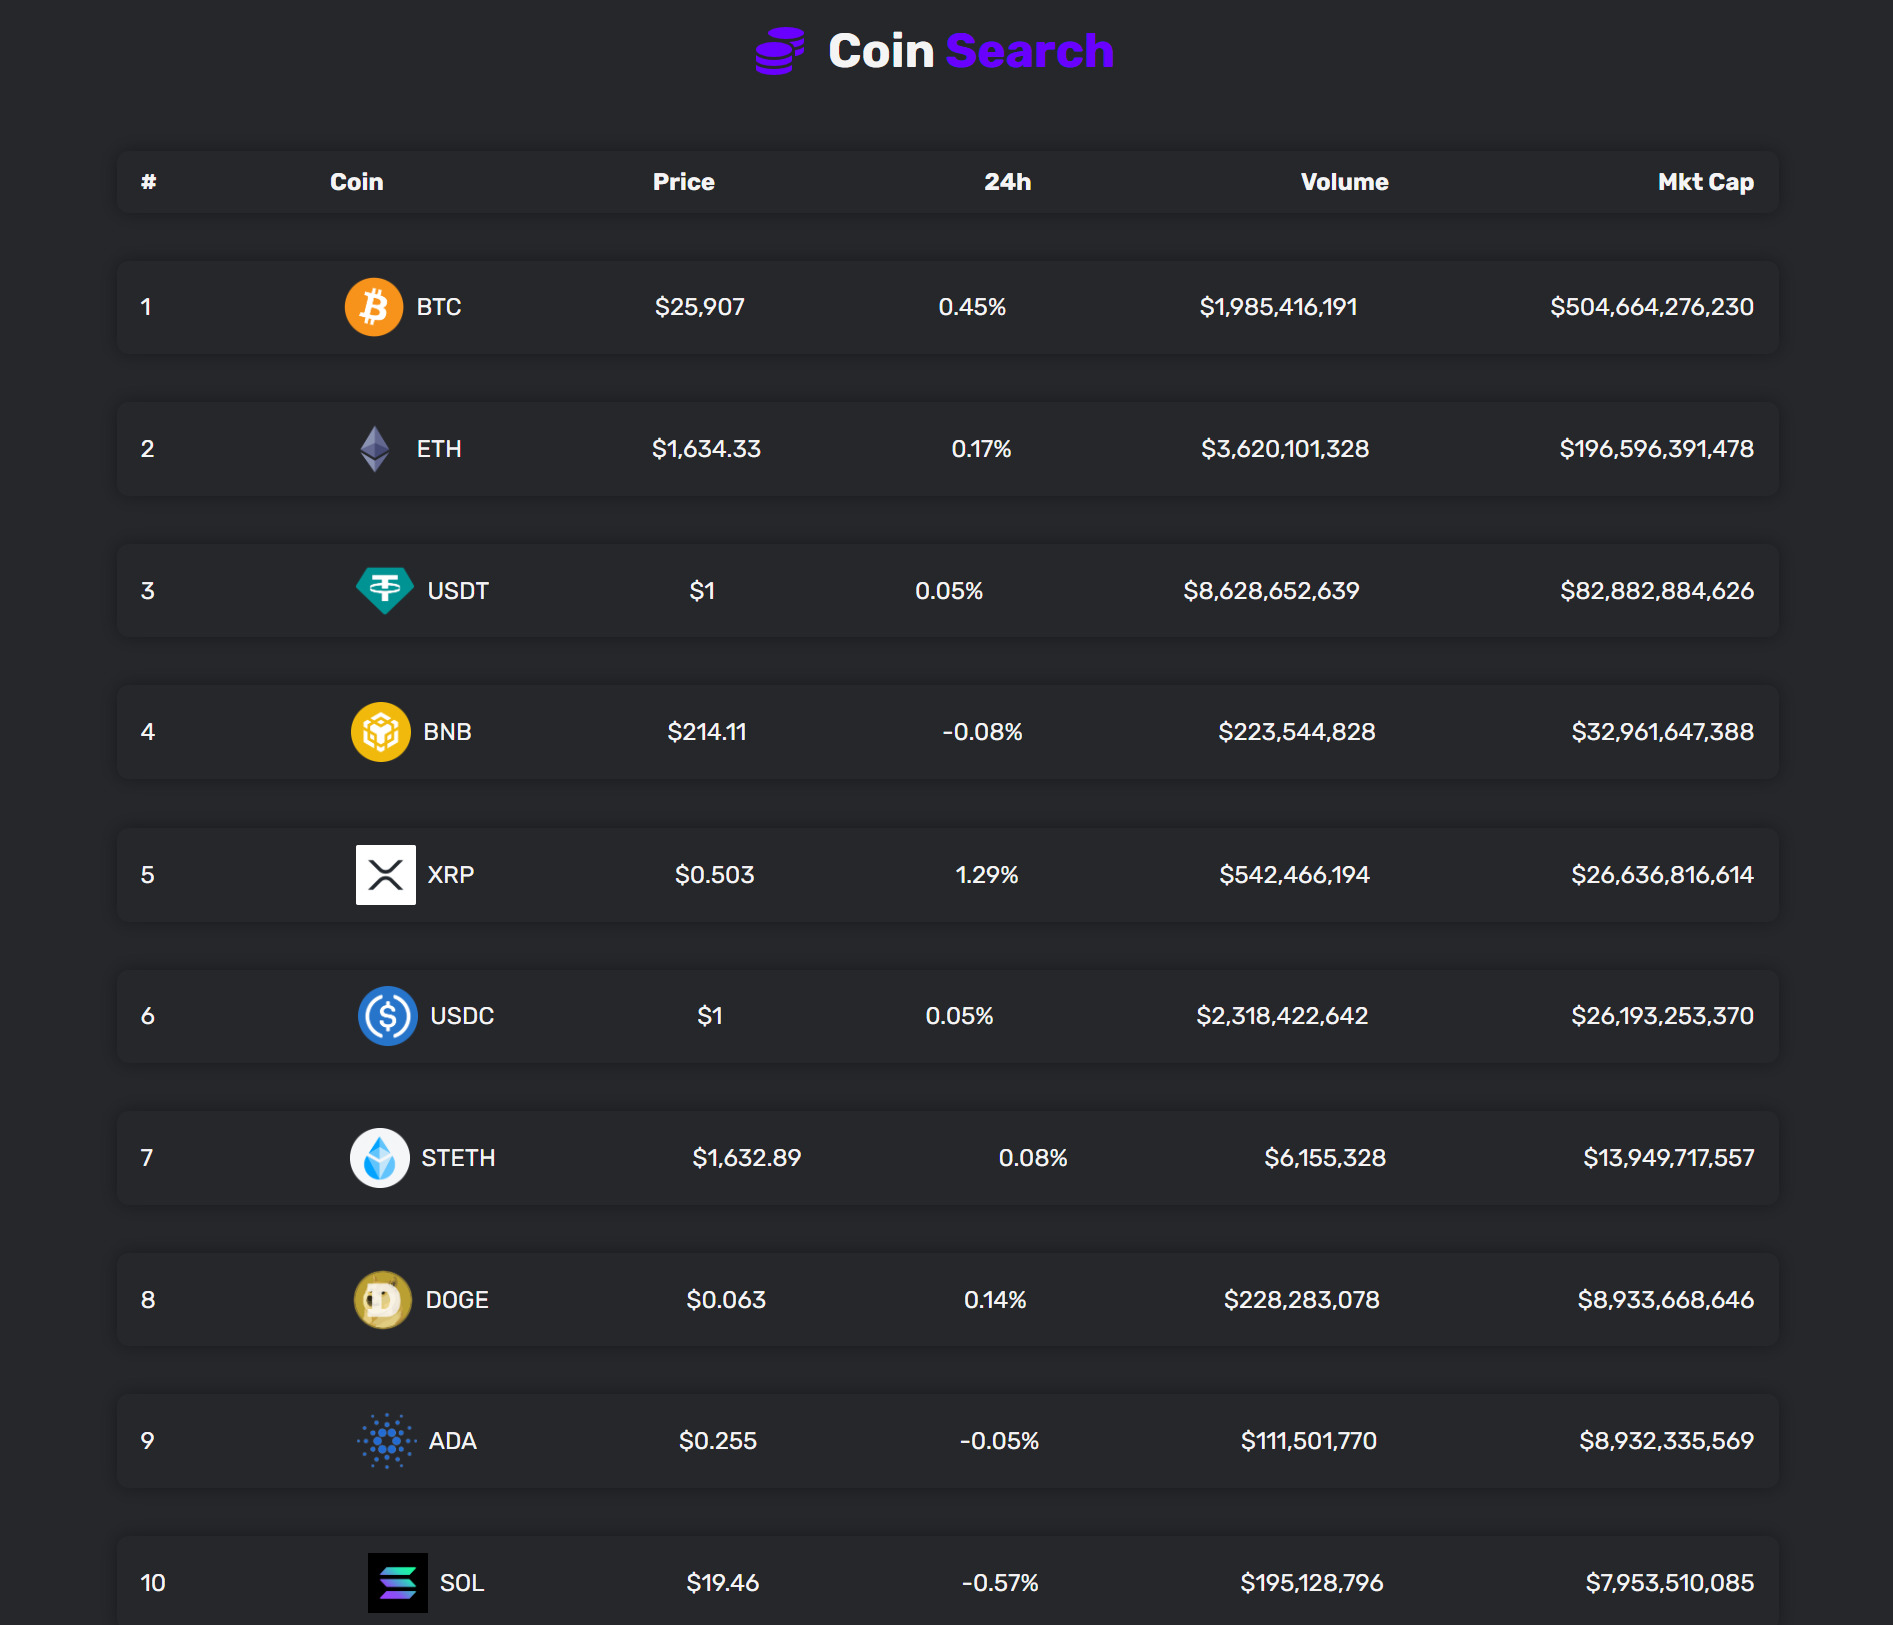 Coin Search
# Coin Price 24h Volume Mkt Cap
1 BTC $25,907 0.45% $1,985,416,191 $504,664,276,230
2 ETH $1,634.33 0.17% $3,620,101,328 $196,596,391,478
3 USDT $1 0.05% $8,628,652,639 $82,882,884,626
4 BNB $214.11 -0.08% $223,544,828 $32,961,647,388
5 XRP $0.503 1.29% $542,466,194 $26,636,816,614
6 USDC $1 0.05% $2,318,422,642 $26,193,253,370
7 STETH $1,632.89 0.08% $6,155,328 $13,949,717,557
8 DOGE $0.063 0.14% $228,283,078 $8,933,668,646
9 ADA $0.255 -0.05% $111,501,770 $8,932,335,569
10 SOL $19.46 -0.57% $195,128,796 $7,953,510,085